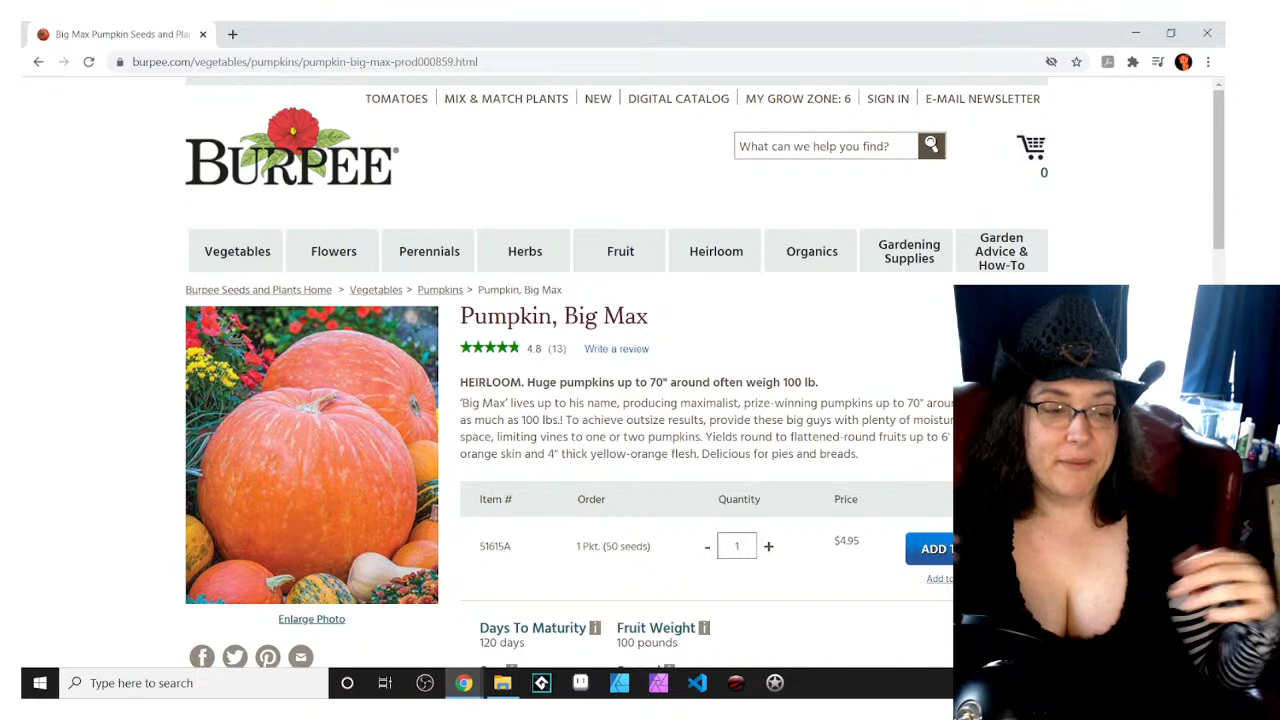 Big Max Pumpkin Seeds and Pla
burpee.com/vegetables/pumpkins/pumpkin-big-max-prod000859.html
TOMATOES MIX & MATCH PLANTS NEW DIGITAL CATALOG MY GROW ZONE: 6 SIGN IN E-MAIL NEWSLETTER
BURPEE®
What can we help you find?
0
Vegetables Flowers Perennials Herbs Fruit Heirloom Organics Gardening Supplies Garden Advice & How-To
Burpee Seeds and Plants Home > Vegetables > Pumpkins > Pumpkin, Big Max
Pumpkin, Big Max
4.8 (13) Write a review
HEIRLOOM. Huge pumpkins up to 70" around often weigh 100 lb.
'Big Max' lives up to his name, producing maximalist, prize-winning pumpkins up to 70" aroun
as much as 100 lbs.! To achieve outsize results, provide these big guys with plenty of moistur
space, limiting vines to one or two pumpkins. Yields round to flattened-round fruits up to 6'
orange skin and 4" thick yellow-orange flesh. Delicious for pies and breads.
Item # Order Quantity Price
51615A 1 Pkt. (50 seeds) - 1 + $4.95 ADD T
Add to
Enlarge Photo
Days To Maturity i Fruit Weight i
120 days 100 pounds
Type here to search